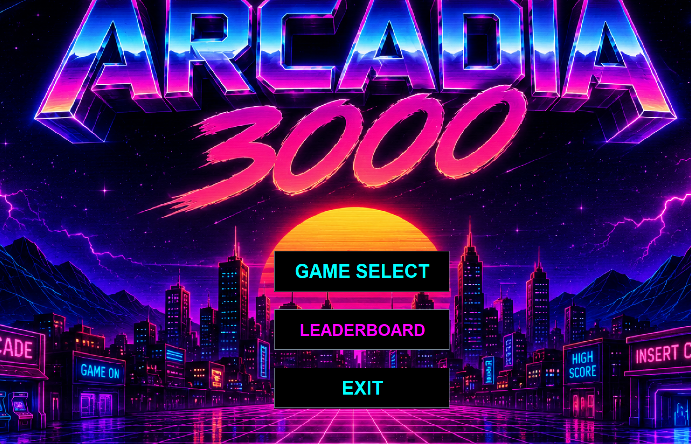 ARCADIA
3000
GAME SELECT
LEADERBOARD
EXIT
CADE
GAME ON
HIGH
SCORE
INSERT C